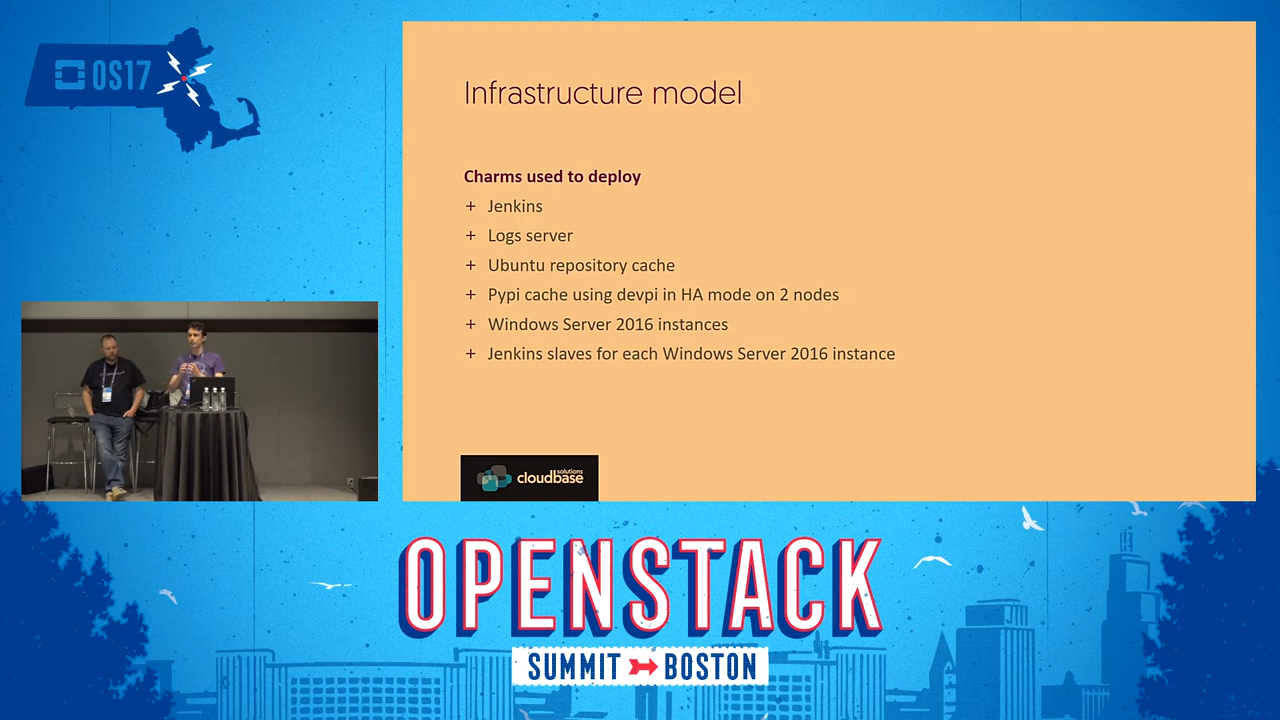 OS17
Infrastructure model
Charms used to deploy
+ Jenkins
+ Logs server
+ Ubuntu repository cache
+ Pypi cache using devpi in HA mode on 2 nodes
+ Windows Server 2016 instances
+ Jenkins slaves for each Windows Server 2016 instance
cloudbase solutions
OPENSTACK
SUMMIT BOSTON